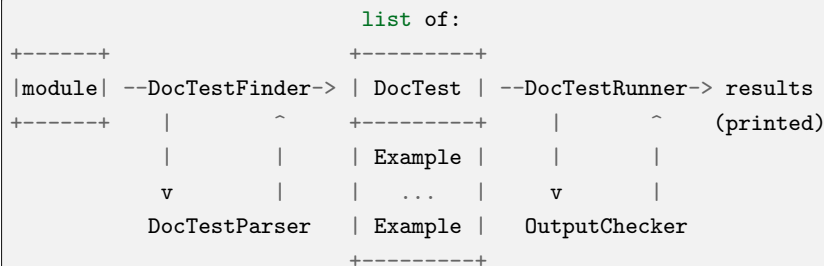 list of:
+------+                   +---------+
|module| --DocTestFinder-> | DocTest | --DocTestRunner-> results
+------+    |        ^     +---------+     |       ^    (printed)
            |        |     | Example |     |       |
            v        |     |   ...   |     v       |
           DocTestParser   | Example |   OutputChecker
                           +---------+